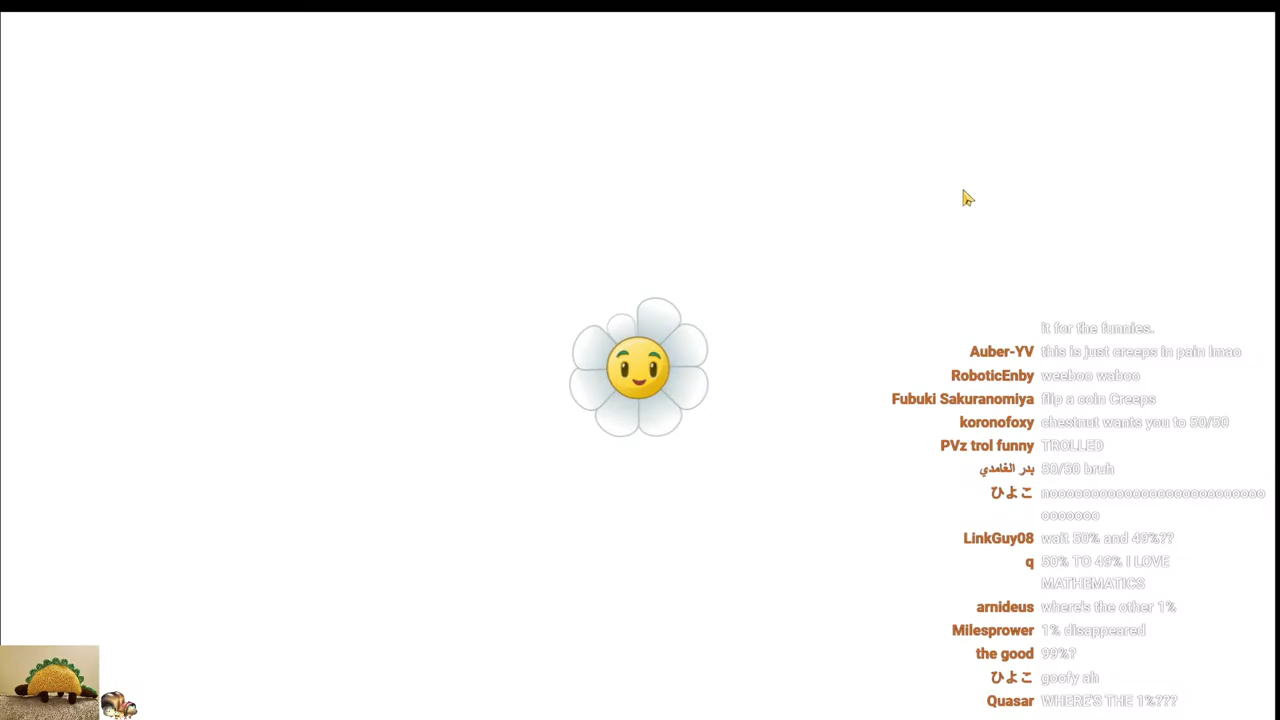 it for the funnies.
Auber-YV this is just creeps in pain lmao
RoboticEnby weeboo waboo
Fubuki Sakuranomiya flip a coin Creeps
koronofoxy chestnut wants you to 50/50
PVz trol funny TROLLED
بدر الغامدي 50/50 bruh
ひよこ noooooooooooooooooooooooooo
ooooooo
LinkGuy08 wait 50% and 49%??
q 50% TO 49% I LOVE
MATHEMATICS
arnideus where's the other 1%
Milesprower 1% disappeared
the good 99%?
ひよこ goofy ah
Quasar WHERE'S THE 1%???